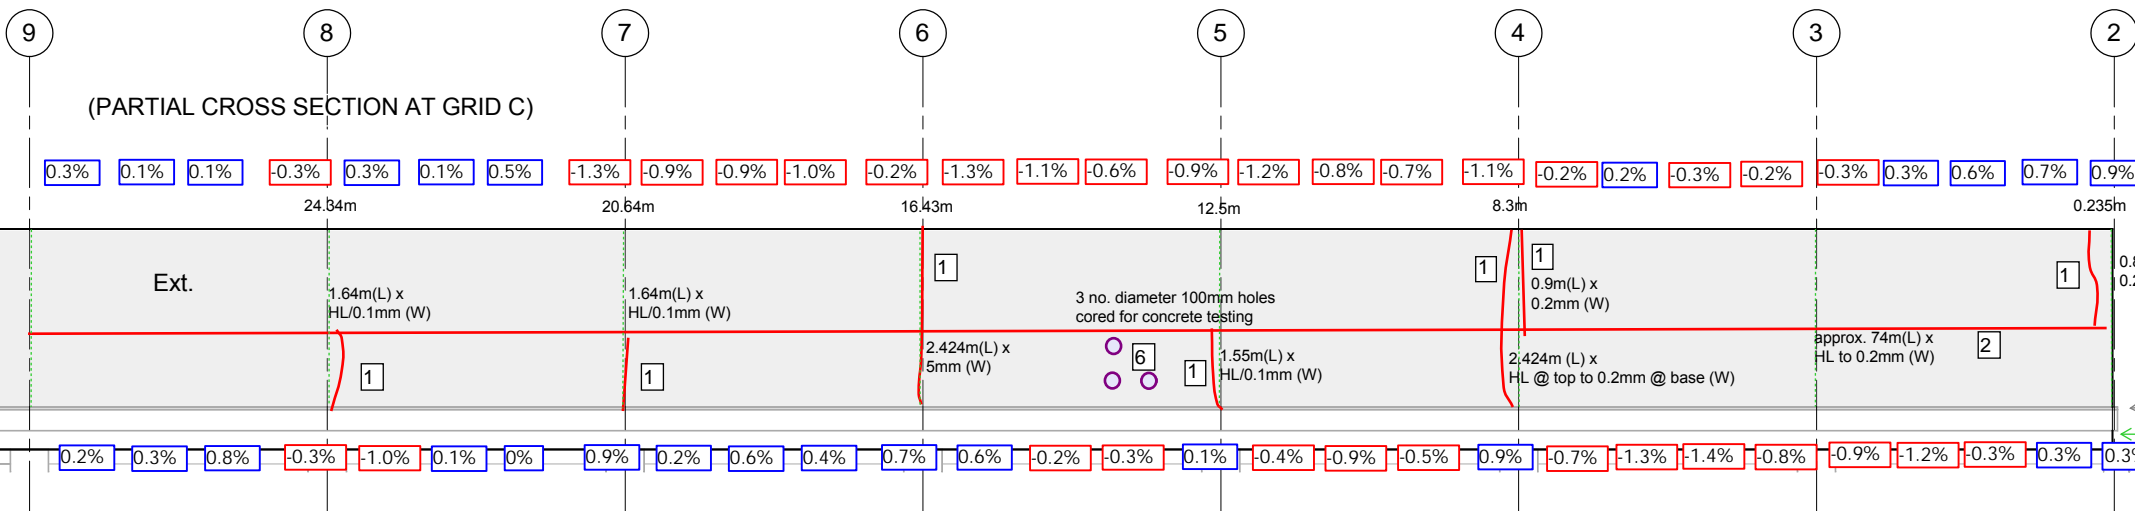 9 8 7 6 5 4 3 2
(PARTIAL CROSS SECTION AT GRID C)
0.3% 0.1% 0.1% -0.3% 0.3% 0.1% 0.5% -1.3% -0.9% -0.9% -1.0% -0.2% -1.3% -1.1% -0.6% -0.9% -1.2% -0.8% -0.7% -1.1% -0.2% 0.2% -0.3% -0.2% -0.3% 0.3% 0.6% 0.7% 0.9%
24.34m 20.64m 16.43m 12.5m 8.3m 0.235m
Ext.
1.64m(L) x
HL/0.1mm (W)
1
1.64m(L) x
HL/0.1mm (W)
1
1
2.424m(L) x
5mm (W)
3 no. diameter 100mm holes
cored for concrete testing
6
1
1.55m(L) x
HL/0.1mm (W)
1
2.424m (L) x
HL @ top to 0.2mm @ base (W)
1
0.9m(L) x
0.2mm (W)
approx. 74m(L) x
HL to 0.2mm (W)
2
1
0.2% 0.3% 0.8% -0.3% -1.0% 0.1% 0% 0.9% 0.2% 0.6% 0.4% 0.7% 0.6% -0.2% -0.3% 0.1% -0.4% -0.9% -0.5% 0.9% -0.7% -1.3% -1.4% -0.8% -0.9% -1.2% -0.3% 0.3% 0.3%